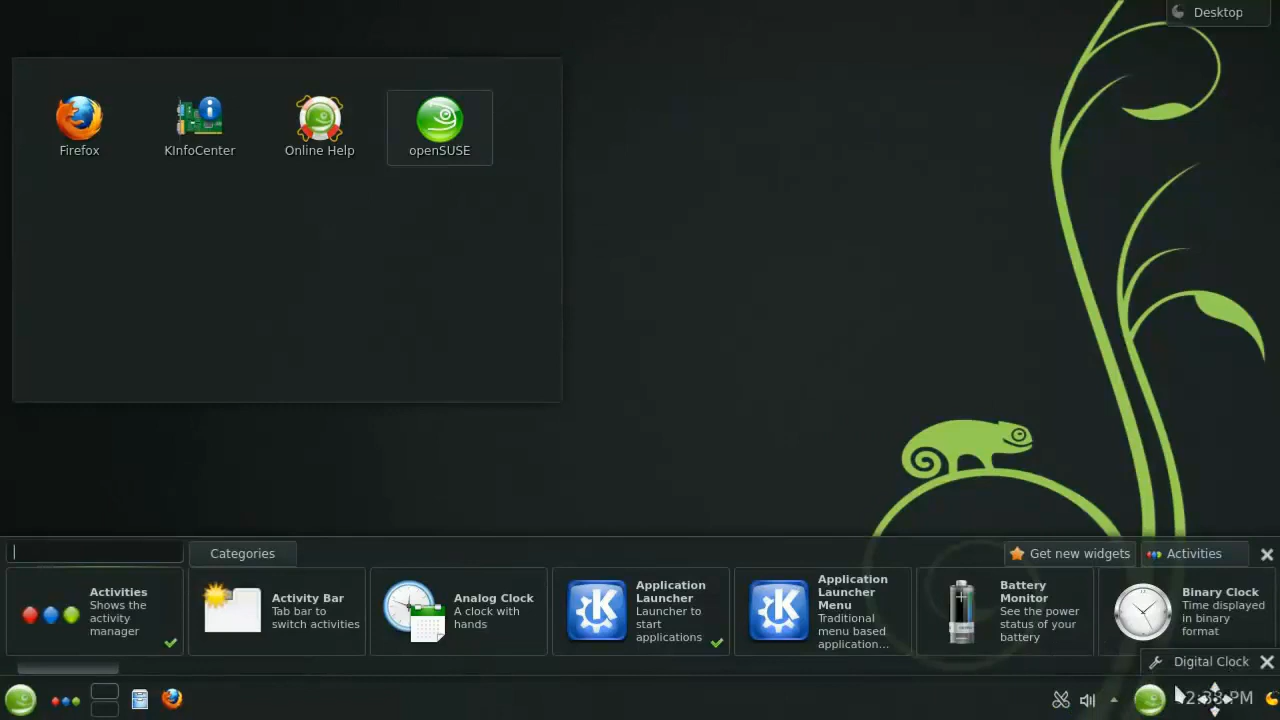 Desktop
Firefox
KInfoCenter
Online Help
openSUSE
Categories
Get new widgets
Activities
Activities
Shows the
activity
manager
Activity Bar
Tab bar to
switch activities
Analog Clock
A clock with
hands
Application
Launcher
Launcher to
start
applications
Application
Launcher
Menu
Traditional
menu based
application...
Battery
Monitor
See the power
status of your
battery
Binary Clock
Time displayed
in binary
format
Digital Clock
PM